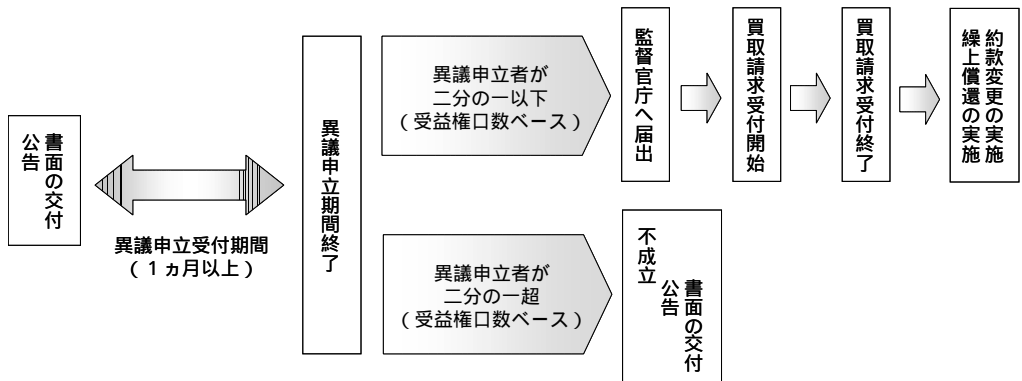 書面の交付
公告
異議申立受付期間
（１ヵ月以上）
異議申立期間終了
異議申立者が
二分の一以下
（受益権口数ベース）
監督官庁へ届出
買取請求受付開始
買取請求受付終了
約款変更の実施
繰上償還の実施
異議申立者が
二分の一超
（受益権口数ベース）
不成立
書面の交付
公告